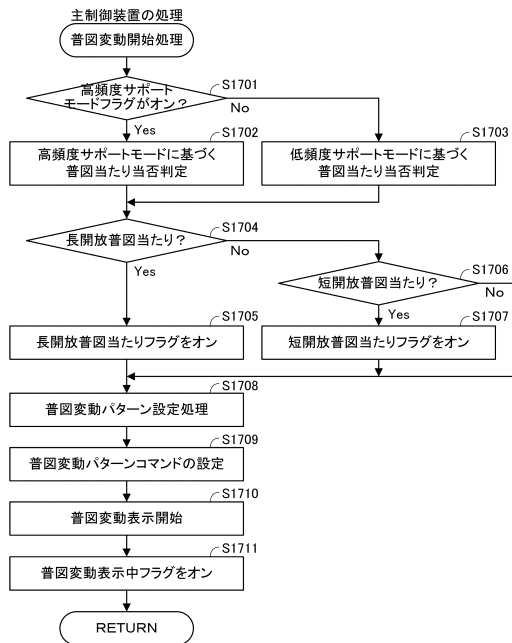 主制御装置の処理
普図変動開始処理
S1701
高頻度サポート
モードフラグがオン？
No
Yes
S1702
S1703
高頻度サポートモードに基づく
普図当たり当否判定
低頻度サポートモードに基づく
普図当たり当否判定
S1704
長開放普図当たり？
No
Yes
S1706
短開放普図当たり？
No
Yes
S1705
S1707
長開放普図当たりフラグをオン
短開放普図当たりフラグをオン
S1708
普図変動パターン設定処理
S1709
普図変動パターンコマンドの設定
S1710
普図変動表示開始
S1711
普図変動表示中フラグをオン
RETURN